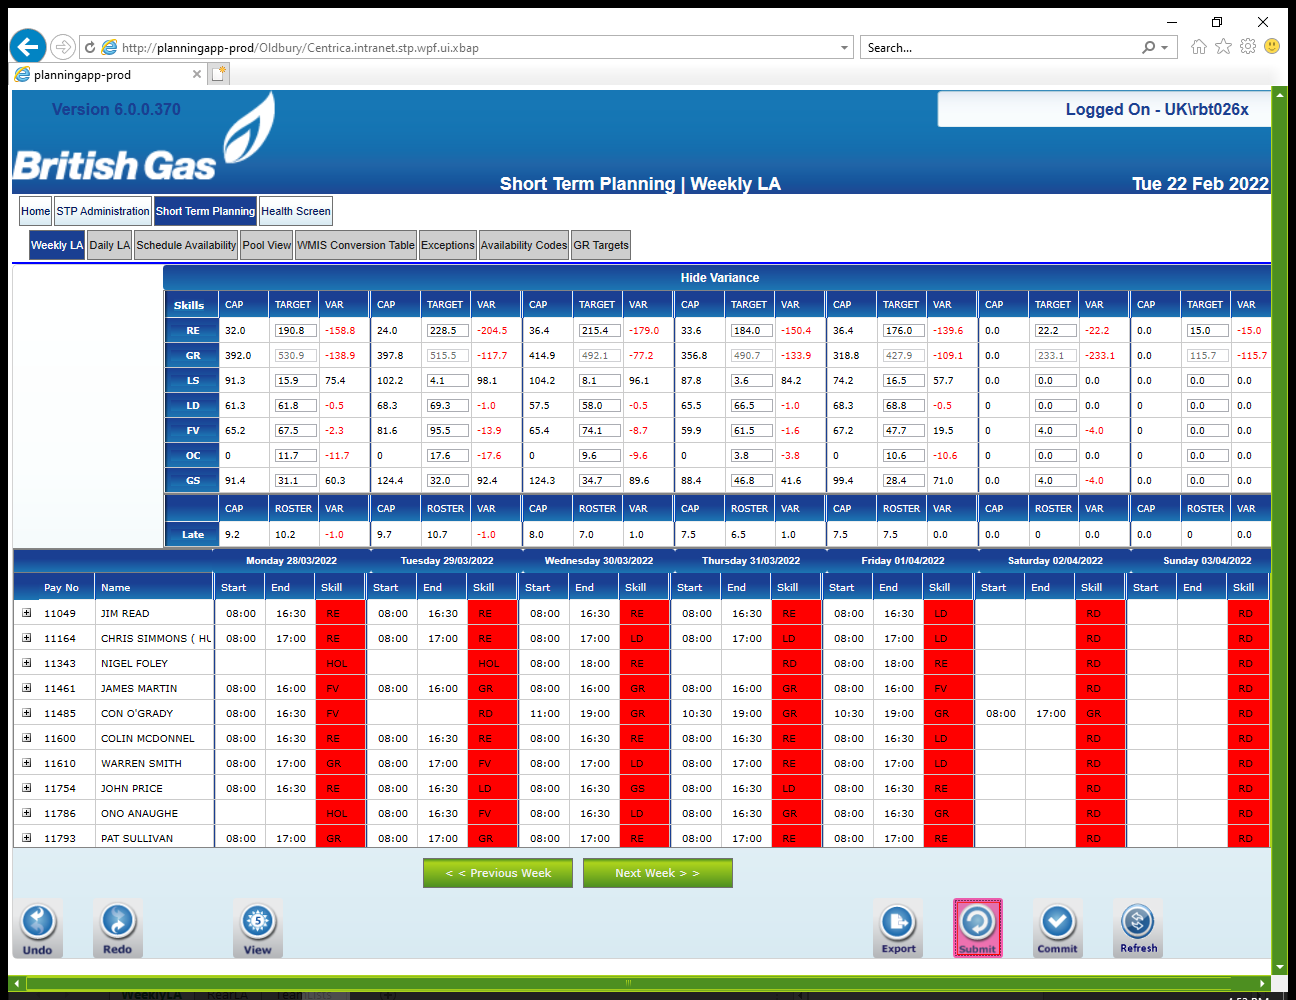 http://planningapp-prod/Oldbury/Centrica.intranet.stp.wpf.ui.xbap
Search...
planningapp-prod
Version 6.0.0.370
Logged On - UK\rbt026x
British Gas
Short Term Planning | Weekly LA
Tue 22 Feb 2022
Home STP Administration Short Term Planning Health Screen
Weekly LA Daily LA Schedule Availability Pool View WMIS Conversion Table Exceptions Availability Codes GR Targets
Hide Variance
Skills CAP TARGET VAR CAP TARGET VAR CAP TARGET VAR CAP TARGET VAR CAP TARGET VAR CAP TARGET VAR CAP TARGET VAR
RE 32.0 190.8 -158.8 24.0 228.5 -204.5 36.4 215.4 -179.0 33.6 184.0 -150.4 36.4 176.0 -139.6 0.0 22.2 -22.2 0.0 15.0 -15.0
GR 392.0 530.9 -138.9 397.8 515.5 -117.7 414.9 492.1 -77.2 356.8 490.7 -133.9 318.8 427.9 -109.1 0.0 233.1 -233.1 0.0 115.7 -115.7
LS 91.3 15.9 75.4 102.2 4.1 98.1 104.2 8.1 96.1 87.8 3.6 84.2 74.2 16.5 57.7 0.0 0.0 0.0 0.0 0.0 0.0
LD 61.3 61.8 -0.5 68.3 69.3 -1.0 57.5 58.0 -0.5 65.5 66.5 -1.0 68.3 68.8 -0.5 0 0.0 0.0 0 0.0 0.0
FV 65.2 67.5 -2.3 81.6 95.5 -13.9 65.4 74.1 -8.7 59.9 61.5 -1.6 67.2 47.7 19.5 0 4.0 -4.0 0 0.0 0.0
OC 0 11.7 -11.7 0 17.6 -17.6 0 9.6 -9.6 0 3.8 -3.8 0 10.6 -10.6 0 0.0 0.0 0 0.0 0.0
GS 91.4 31.1 60.3 124.4 32.0 92.4 124.3 34.7 89.6 88.4 46.8 41.6 99.4 28.4 71.0 0 4.0 -4.0 0 0.0 0.0
CAP ROSTER VAR CAP ROSTER VAR CAP ROSTER VAR CAP ROSTER VAR CAP ROSTER VAR CAP ROSTER VAR CAP ROSTER VAR
Late 9.2 10.2 -1.0 9.7 10.7 -1.0 8.0 7.0 1.0 7.5 6.5 1.0 7.5 7.5 0.0 0.0 0 0.0 0.0 0 0.0
Monday 28/03/2022 Tuesday 29/03/2022 Wednesday 30/03/2022 Thursday 31/03/2022 Friday 01/04/2022 Saturday 02/04/2022 Sunday 03/04/2022
Pay No Name Start End Skill Start End Skill Start End Skill Start End Skill Start End Skill Start End Skill Start End Skill
11049 JIM READ 08:00 16:30 RE 08:00 16:30 RE 08:00 16:30 RE 08:00 16:30 RE 08:00 16:30 LD RD RD
11164 CHRIS SIMMONS ( HU 08:00 17:00 RE 08:00 17:00 RE 08:00 17:00 LD 08:00 17:00 LD 08:00 17:00 LD RD RD
11343 NIGEL FOLEY HOL HOL 08:00 18:00 RE RD 08:00 18:00 RE RD RD
11461 JAMES MARTIN 08:00 16:00 FV 08:00 16:00 GR 08:00 16:00 GR 08:00 16:00 GR 08:00 16:00 FV RD RD
11485 CON O'GRADY 08:00 16:30 FV RD 11:00 19:00 GR 10:30 19:00 GR 10:30 19:00 GR 08:00 17:00 GR RD
11600 COLIN MCDONNEL 08:00 16:30 RE 08:00 16:30 RE 08:00 16:30 RE 08:00 16:30 RE 08:00 16:30 LD RD RD
11610 WARREN SMITH 08:00 17:00 GR 08:00 17:00 FV 08:00 17:00 LD 08:00 17:00 RE 08:00 17:00 LD RD RD
11754 JOHN PRICE 08:00 16:30 RE 08:00 16:30 LD 08:00 16:30 GS 08:00 16:30 LD 08:00 16:30 RE RD RD
11786 ONO ANAUGHE HOL 08:00 16:30 FV 08:00 16:30 LD 08:00 16:30 GR 08:00 16:30 GR RD RD
11793 PAT SULLIVAN 08:00 17:00 GR 08:00 17:00 GR 08:00 17:00 RE 08:00 17:00 RE 08:00 17:00 RE RD RD
< < Previous Week Next Week > >
5
Undo Redo View Export Submit Commit Refresh
WeeklyLA RearLA